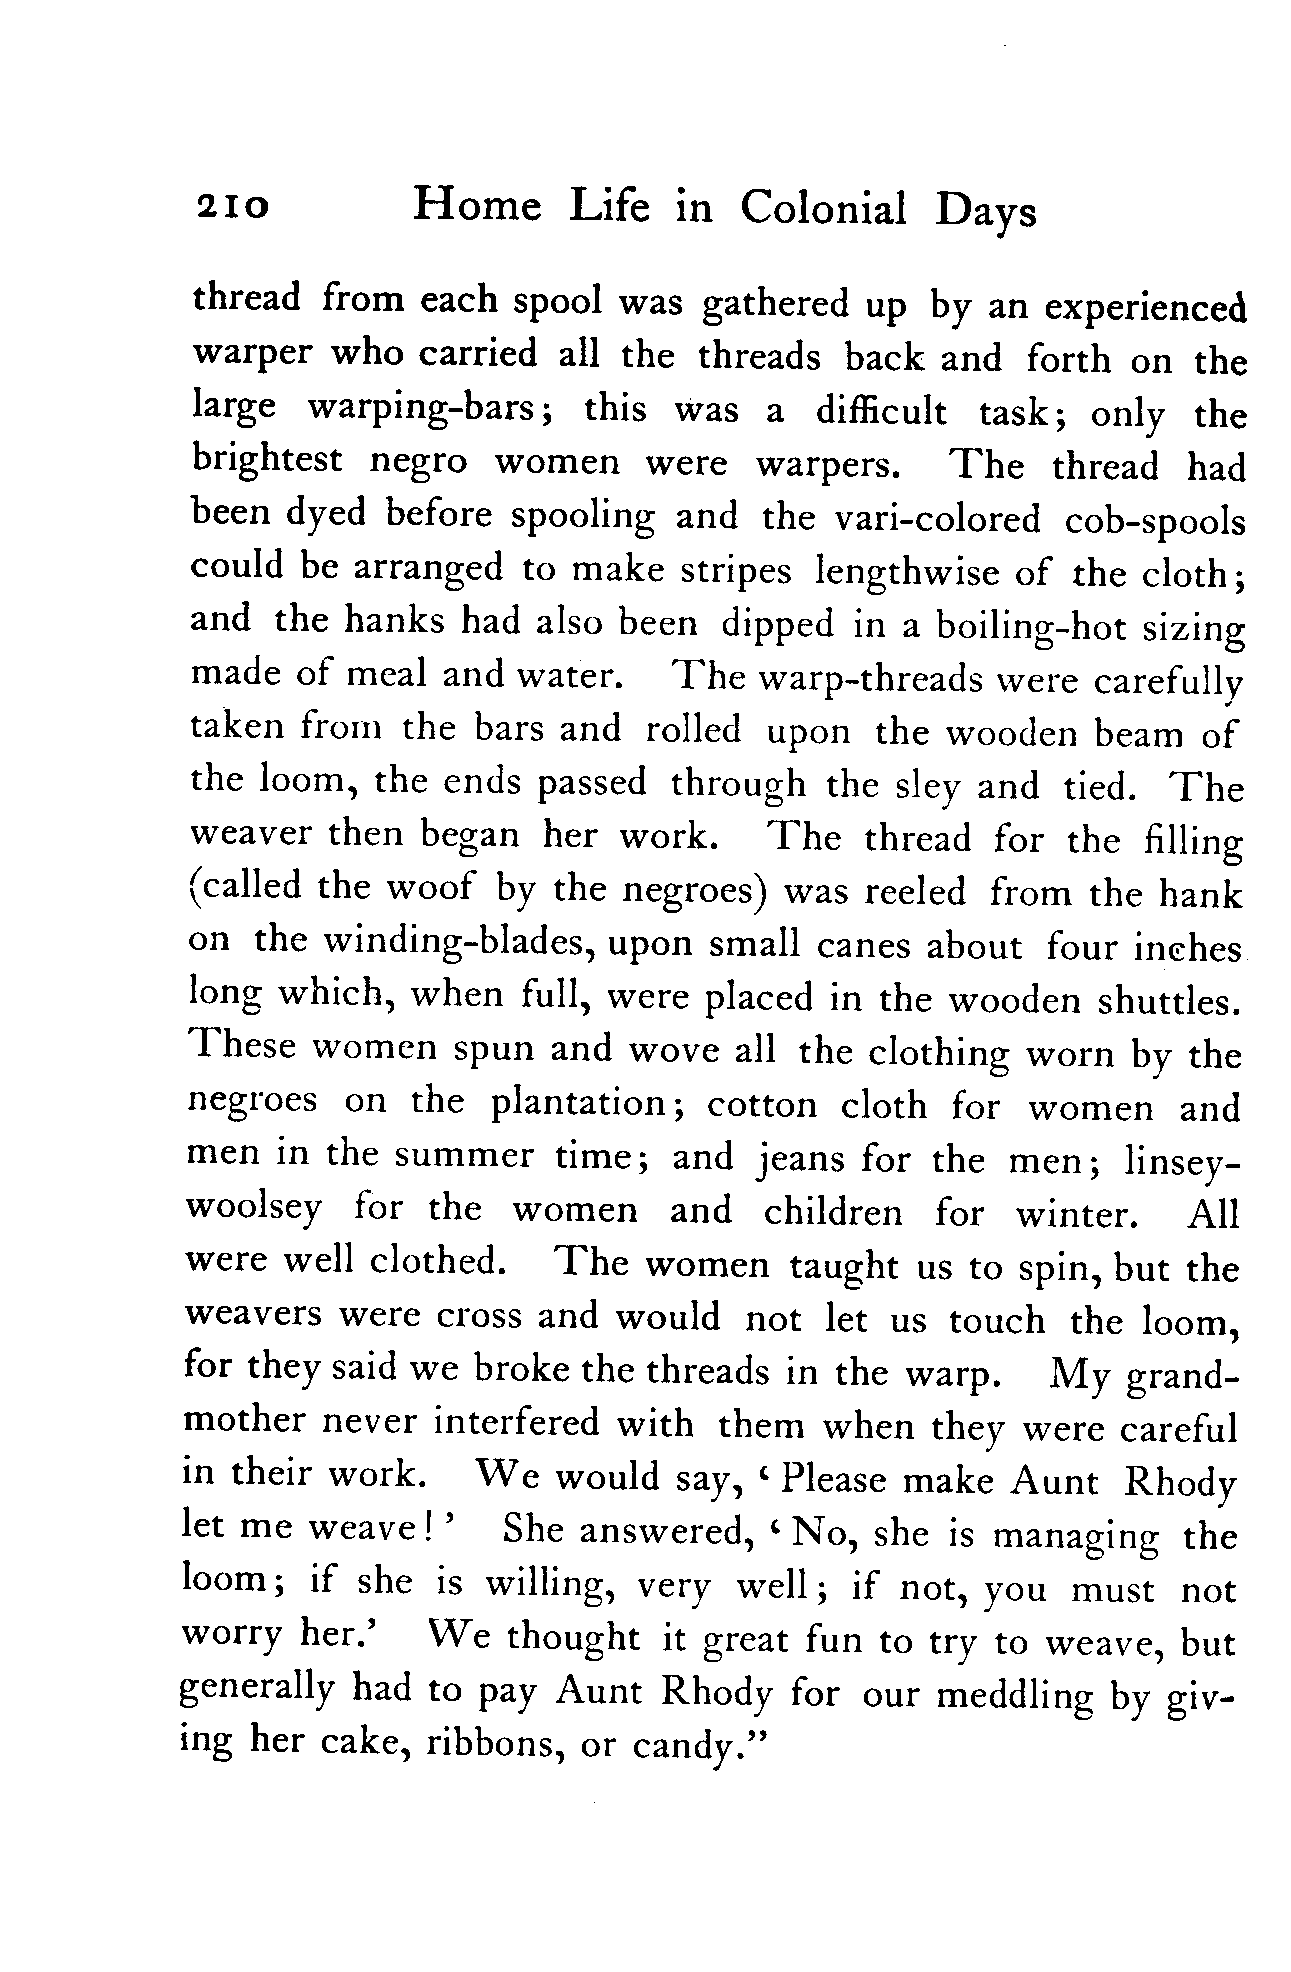 210 Home Life in Colonial Days
thread from each spool was gathered up by an experienced
warper who carried all the threads back and forth on the
large warping-bars; this was a difficult task; only the
brightest negro women were warpers. The thread had
been dyed before spooling and the vari-colored cob-spools
could be arranged to make stripes lengthwise of the cloth;
and the hanks had also been dipped in a boiling-hot sizing
made of meal and water. The warp-threads were carefully
taken from the bars and rolled upon the wooden beam of
the loom, the ends passed through the sley and tied. The
weaver then began her work. The thread for the filling
(called the woof by the negroes) was reeled from the hank
on the winding-blades, upon small canes about four inches
long which, when full, were placed in the wooden shuttles.
These women spun and wove all the clothing worn by the
negroes on the plantation; cotton cloth for women and
men in the summer time; and jeans for the men; linsey-
woolsey for the women and children for winter. All
were well clothed. The women taught us to spin, but the
weavers were cross and would not let us touch the loom,
for they said we broke the threads in the warp. My grand-
mother never interfered with them when they were careful
in their work. We would say, ‘Please make Aunt Rhody
let me weave!’ She answered, ‘No, she is managing the
loom; if she is willing, very well; if not, you must not
worry her.’ We thought it great fun to try to weave, but
generally had to pay Aunt Rhody for our meddling by giv-
ing her cake, ribbons, or candy.”